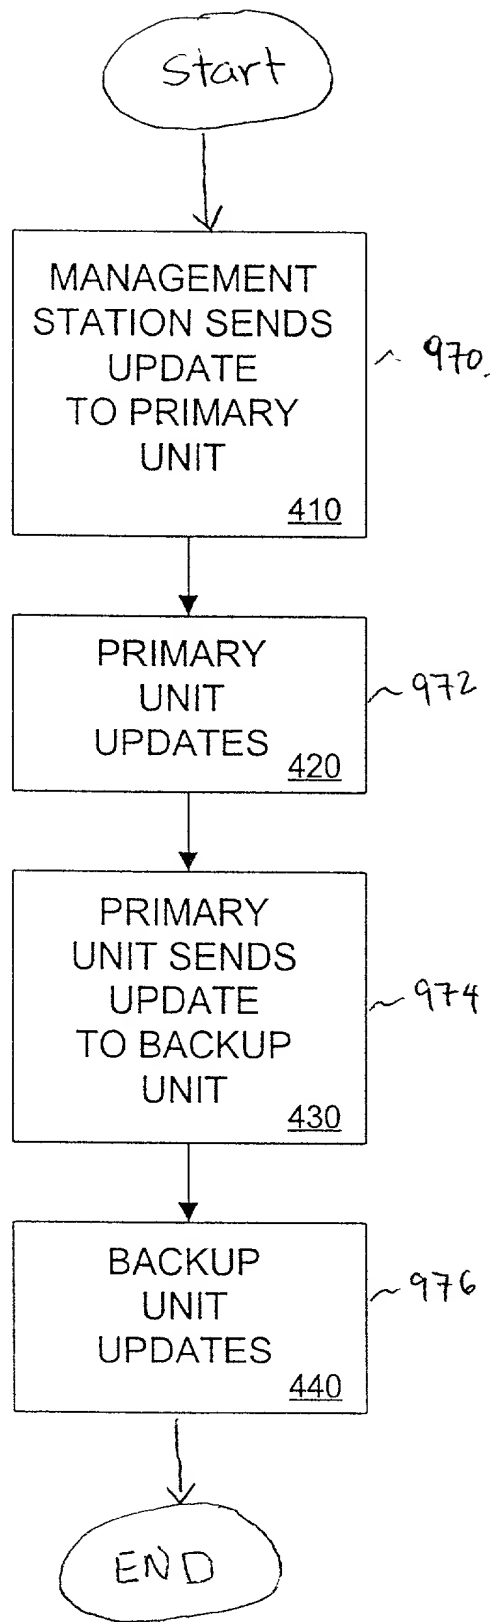 Start
MANAGEMENT
STATION SENDS
UPDATE
TO PRIMARY
UNIT
410
970
PRIMARY
UNIT
UPDATES
420
972
PRIMARY
UNIT SENDS
UPDATE
TO BACKUP
UNIT
430
974
BACKUP
UNIT
UPDATES
440
976
END